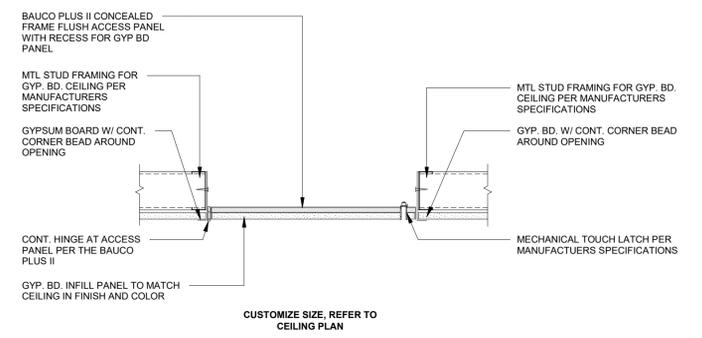 BAUCO PLUS II CONCEALED
FRAME FLUSH ACCESS PANEL
WITH RECESS FOR GYP BD
PANEL
MTL STUD FRAMING FOR
GYP. BD. CEILING PER
MANUFACTURERS
SPECIFICATIONS
GYPSUM BOARD W/ CONT.
CORNER BEAD AROUND
OPENING
CONT. HINGE AT ACCESS
PANEL PER THE BAUCO
PLUS II
GYP. BD. INFILL PANEL TO MATCH
CEILING IN FINISH AND COLOR
MTL STUD FRAMING FOR GYP. BD.
CEILING PER MANUFACTURERS
SPECIFICATIONS
GYP. BD. W/ CONT. CORNER BEAD
AROUND OPENING
MECHANICAL TOUCH LATCH PER
MANUFACTUERS SPECIFICATIONS
CUSTOMIZE SIZE, REFER TO
CEILING PLAN